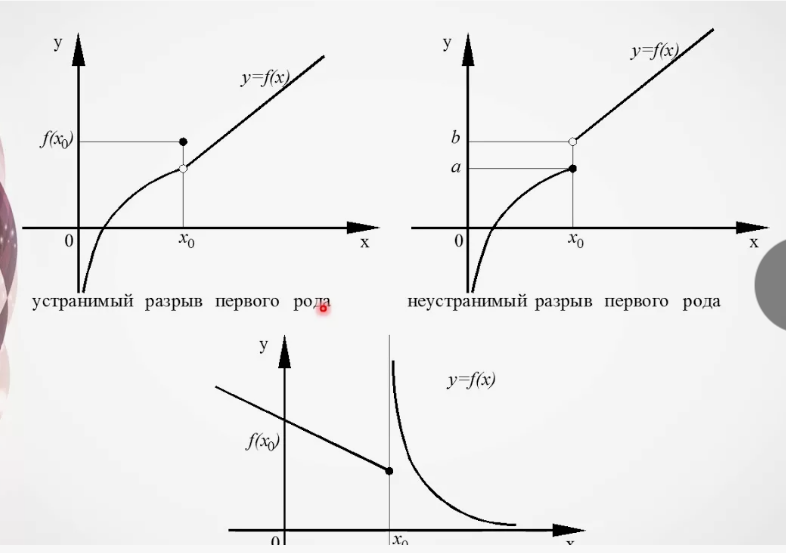 y
y=f(x)
f(x₀)
0
x₀
x
устранимый разрыв первого рода
y
y=f(x)
b
a
0
x₀
x
неустранимый разрыв первого рода
y
y=f(x)
f(x₀)
0
x₀
x